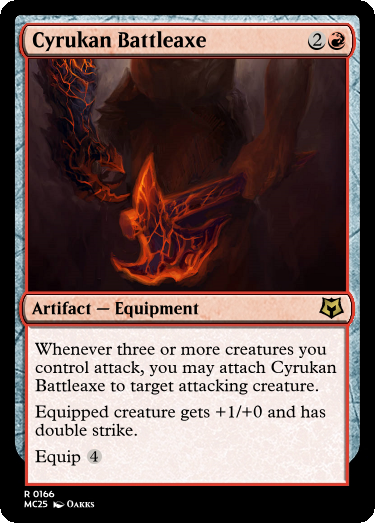 Cyrukan Battleaxe 2
Artifact — Equipment
Whenever three or more creatures you
control attack, you may attach Cyrukan
Battleaxe to target attacking creature.
Equipped creature gets +1/+0 and has
double strike.
Equip 4
R 0166
MC25 Oakks